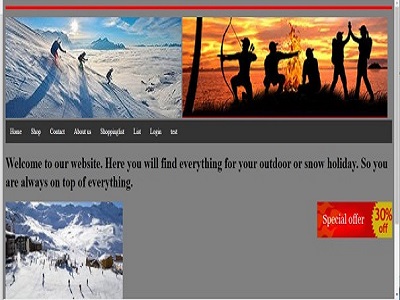 Home Shop Contact About us Shoppinglist List Login test
Welcome to our website. Here you will find everything for your outdoor or snow holiday. So you
are always on top of everything.
Special offer
30%
off